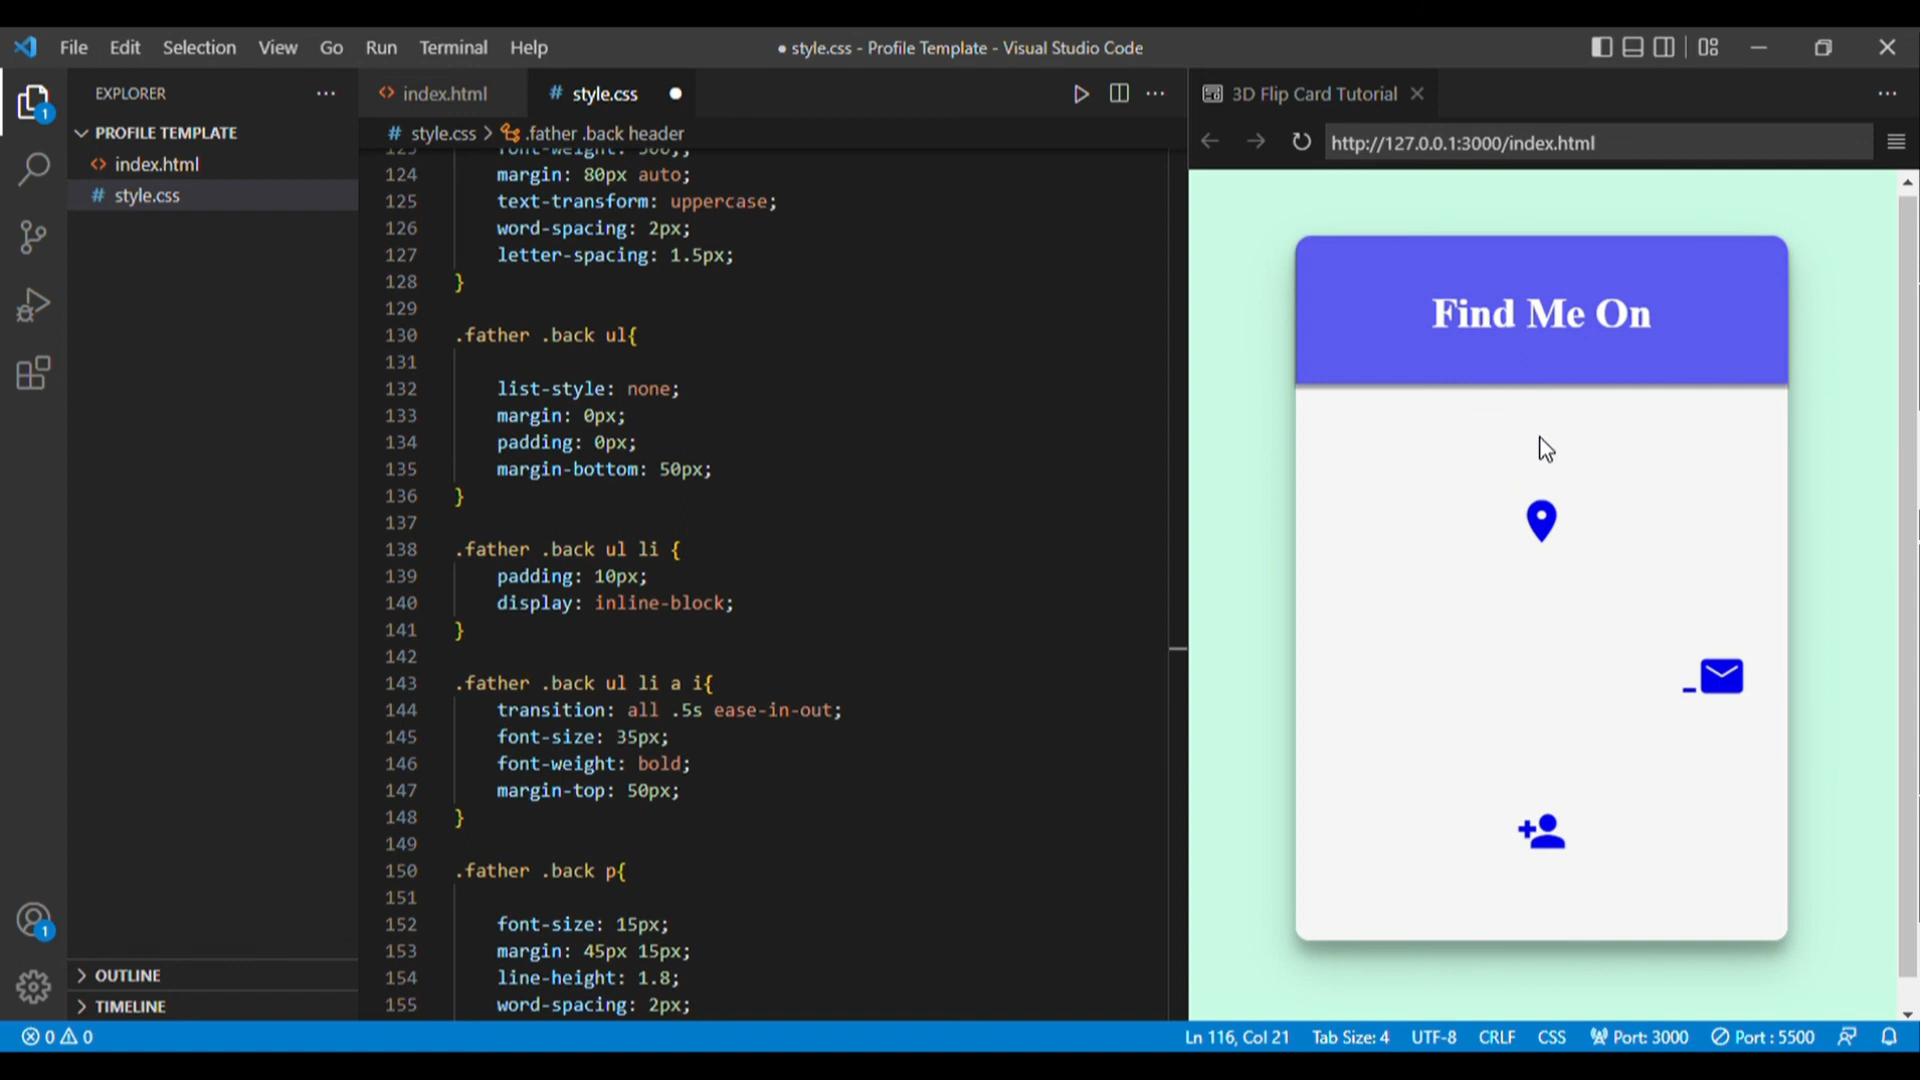 File Edit Selection View Go Run Terminal Help
● style.css - Profile Template - Visual Studio Code
EXPLORER
PROFILE TEMPLATE
<> index.html
# style.css
OUTLINE
TIMELINE
1
1
<> index.html
# style.css
# style.css > .father .back header
123 font-weight: 500;;
124 margin: 80px auto;
125 text-transform: uppercase;
126 word-spacing: 2px;
127 letter-spacing: 1.5px;
128 }
129
130 .father .back ul{
131
132 list-style: none;
133 margin: 0px;
134 padding: 0px;
135 margin-bottom: 50px;
136 }
137
138 .father .back ul li {
139 padding: 10px;
140 display: inline-block;
141 }
142
143 .father .back ul li a i{
144 transition: all .5s ease-in-out;
145 font-size: 35px;
146 font-weight: bold;
147 margin-top: 50px;
148 }
149
150 .father .back p{
151
152 font-size: 15px;
153 margin: 45px 15px;
154 line-height: 1.8;
155 word-spacing: 2px;
3D Flip Card Tutorial
http://127.0.0.1:3000/index.html
Find Me On
0 0
Ln 116, Col 21 Tab Size: 4 UTF-8 CRLF CSS Port: 3000 Port : 5500